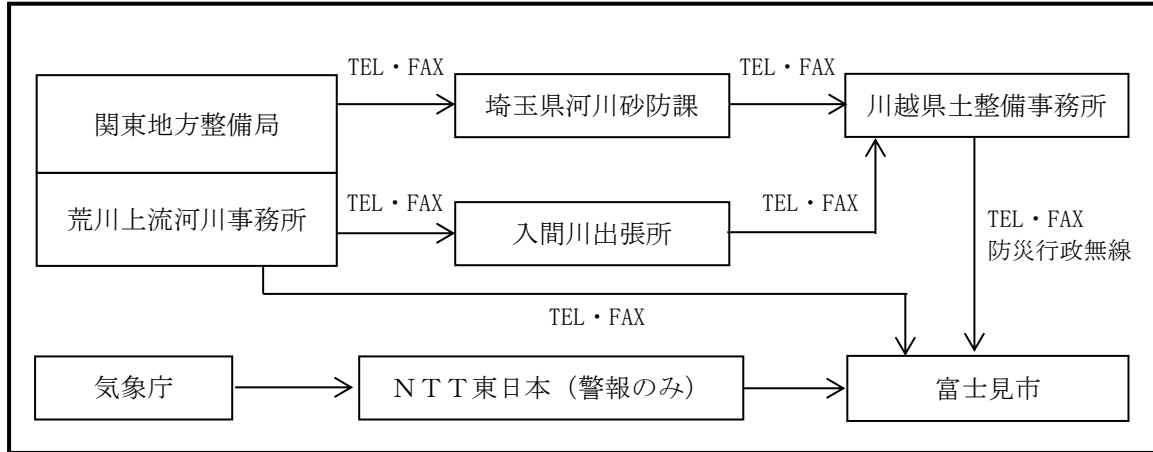 TEL・FAX
TEL・FAX
関東地方整備局
埼玉県河川砂防課
川越県土整備事務所
荒川上流河川事務所
TEL・FAX
入間川出張所
TEL・FAX
TEL・FAX
防災行政無線
TEL・FAX
気象庁
ＮＴＴ東日本（警報のみ）
富士見市